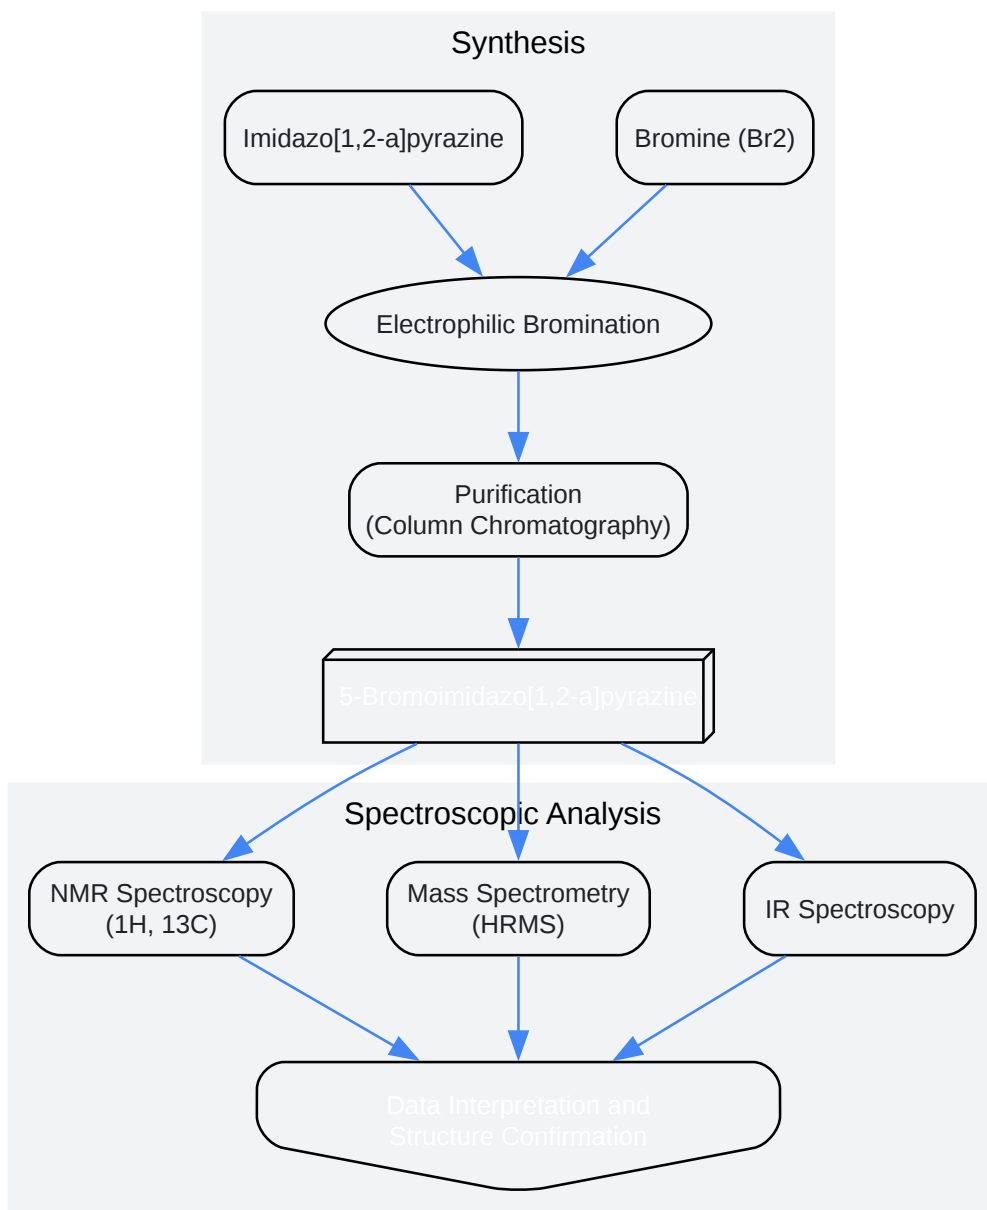 Synthesis
Imidazo[1,2-a]pyrazine
Bromine (Br2)
Electrophilic Bromination
Purification
(Column Chromatography)
5-Bromoimidazo[1,2-a]pyrazine
Spectroscopic Analysis
NMR Spectroscopy
(1H, 13C)
Mass Spectrometry
(HRMS)
IR Spectroscopy
Data Interpretation and
Structure Confirmation